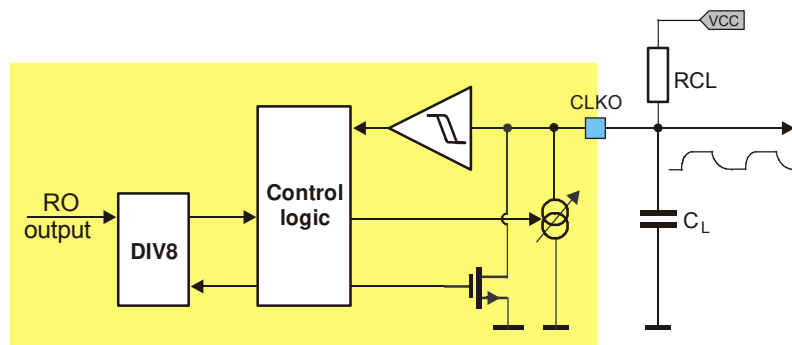 VCC
RCL
CLKO
Control
logic
RO
output
DIV8
CL